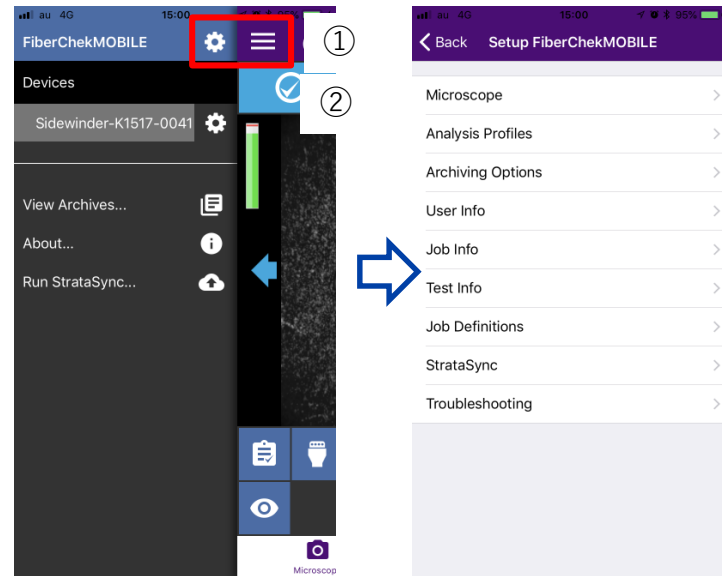 au 4G 15:00 95%
FiberChekMOBILE
①
②
Devices
Sidewinder-K1517-0041
View Archives...
About...
Run StrataSync...
Microscop
au 4G 15:00 95%
Back Setup FiberChekMOBILE
Microscope
Analysis Profiles
Archiving Options
User Info
Job Info
Test Info
Job Definitions
StrataSync
Troubleshooting